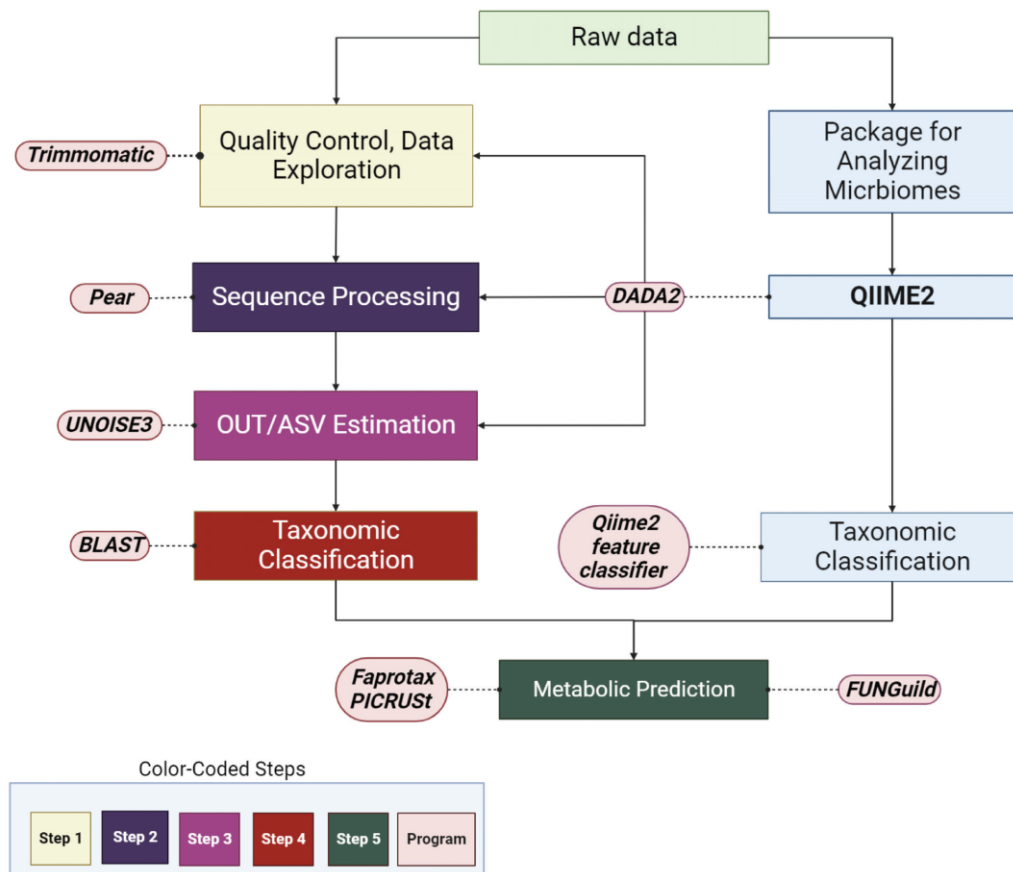 Raw data
Quality Control, Data
Exploration
Trimmomatic
Package for
Analyzing
Micrbiomes
Pear
Sequence Processing
DADA2
QIIME2
UNOISE3
OUT/ASV Estimation
BLAST
Taxonomic
Classification
Qiime2
feature
classifier
Taxonomic
Classification
Faprotax
PICRUSt
Metabolic Prediction
FUNGuild
Color-Coded Steps
Step 1
Step 2
Step 3
Step 4
Step 5
Program